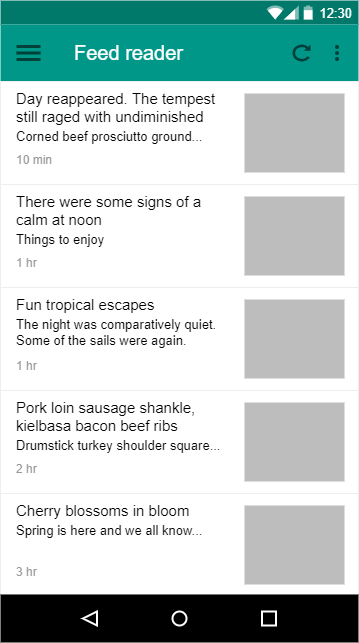 12:30
Feed reader
Day reappeared. The tempest
still raged with undiminished
Corned beef prosciutto ground...
10 min
There were some signs of a
calm at noon
Things to enjoy
1 hr
Fun tropical escapes
The night was comparatively quiet.
Some of the sails were again.
1 hr
Pork loin sausage shankle,
kielbasa bacon beef ribs
Drumstick turkey shoulder square...
2 hr
Cherry blossoms in bloom
Spring is here and we all know...
3 hr